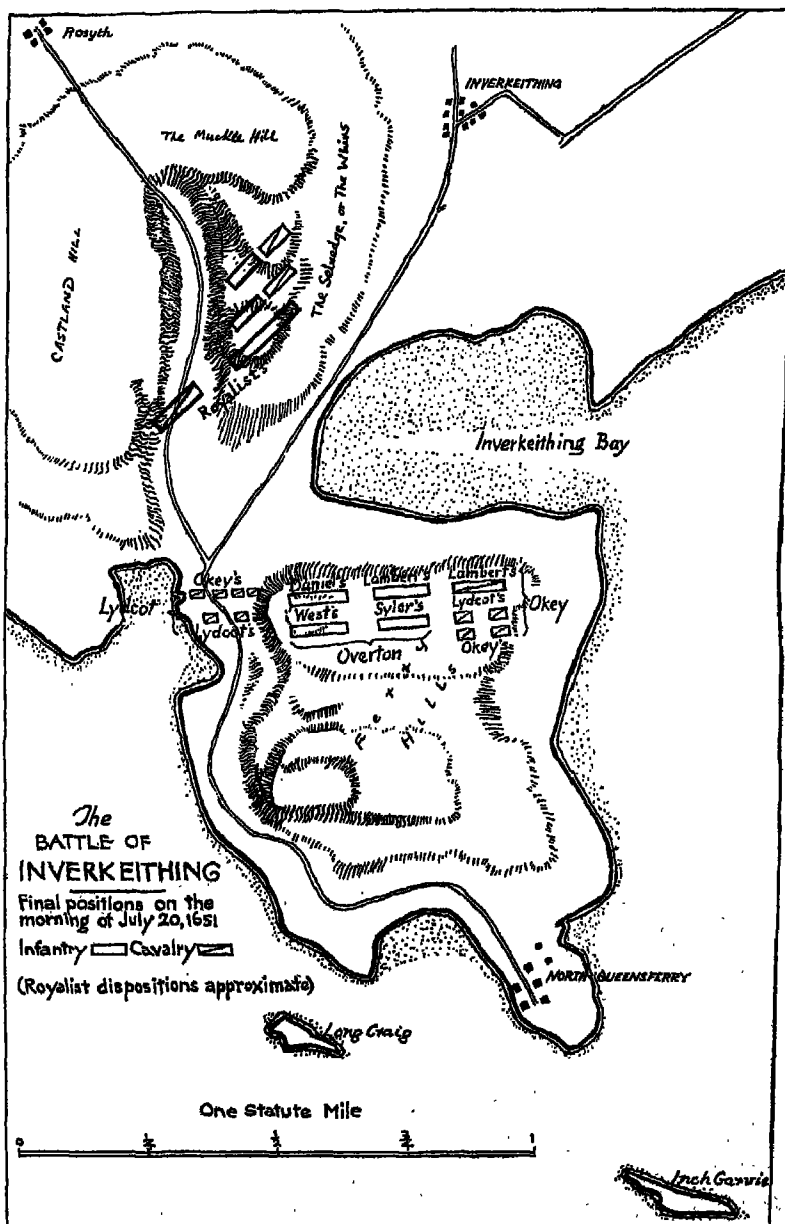 Rosyth
INVERKEITHING
The Muckle Hill
The Selvedge, or The Whins
CASTLAND HILL
Royalists
Inverkeithing Bay
Lydcot
Okey's
Lydcot's
Daniel's Lambert's Lambert's
West's Sylar's Lydcot's
Okey
Overton
Okey's
Ferry Hills
The
BATTLE OF
INVERKEITHING
Final positions on the
morning of July 20, 1651
Infantry Cavalry
(Royalist dispositions approximate)
NORTH QUEENSFERRY
Long Craig
One Statute Mile
0 ¼ ½ ¾ 1
Inch Garvie